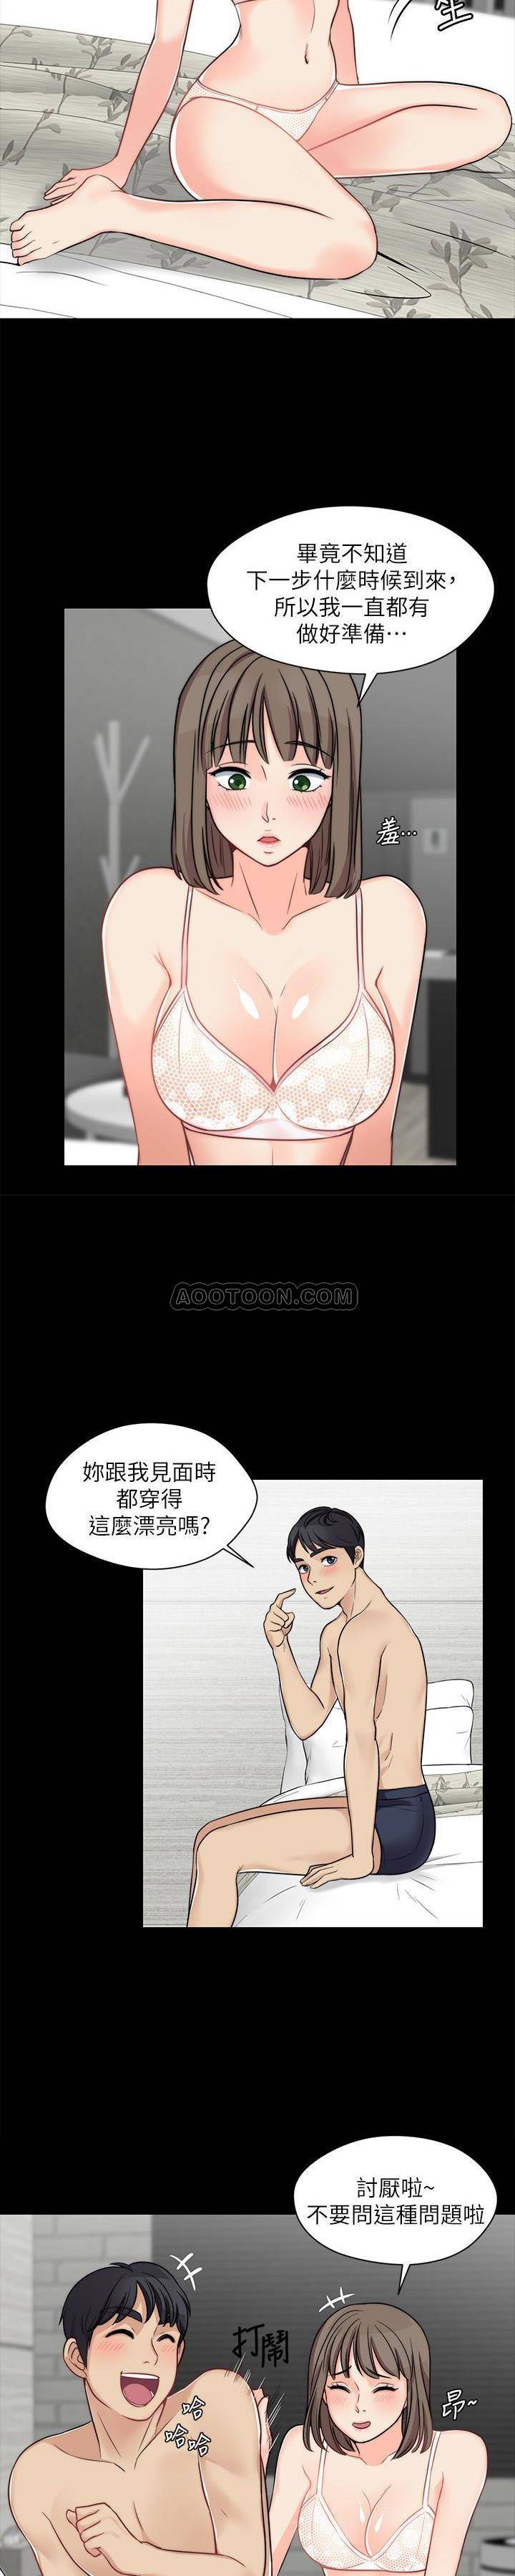 坐
畢竟不知道
下一步什麼時候到來,
所以我一直都有
做好準備…
羞…
AOOTOON.COM
妳跟我見面時
都穿得
這麼漂亮嗎?
討厭啦~
不要問這種問題啦
打鬧
哈
哈哈
昂~